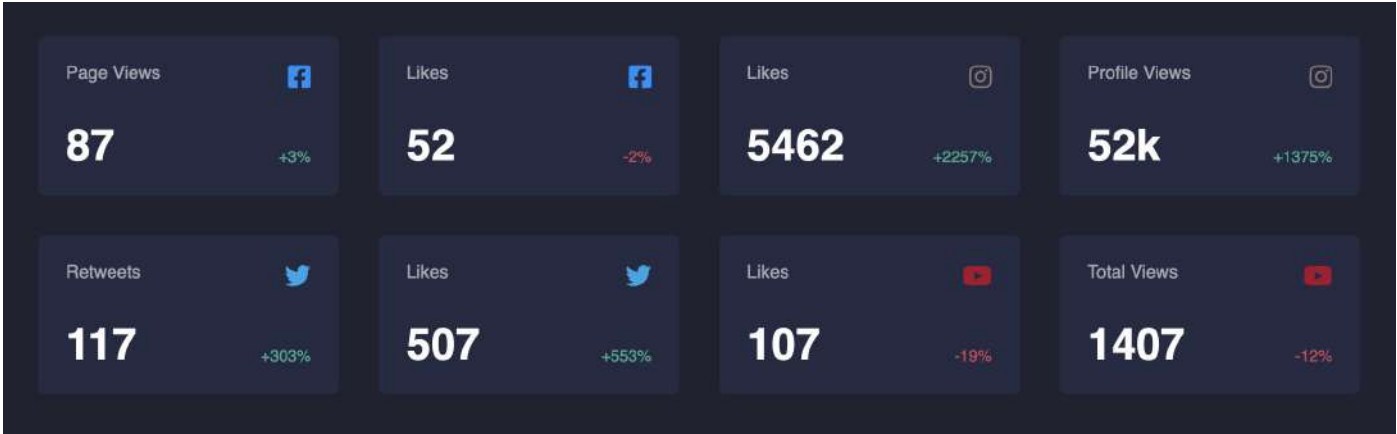 Page Views
87
+3%
Likes
52
-2%
Likes
5462
+2257%
Profile Views
52k
+1375%
Retweets
117
+303%
Likes
507
+553%
Likes
107
-19%
Total Views
1407
-12%